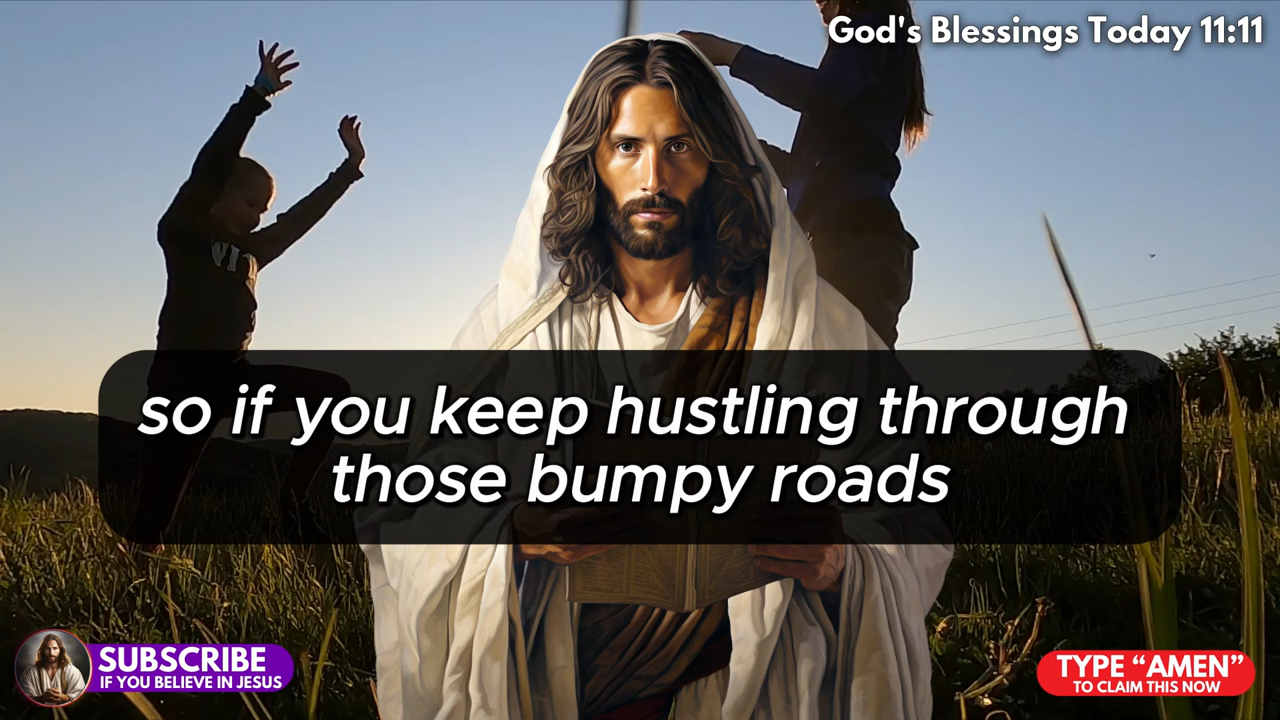 God's Blessings Today 11:11
so if you keep hustling through
those bumpy roads
SUBSCRIBE
IF YOU BELIEVE IN JESUS
TYPE “AMEN”
TO CLAIM THIS NOW